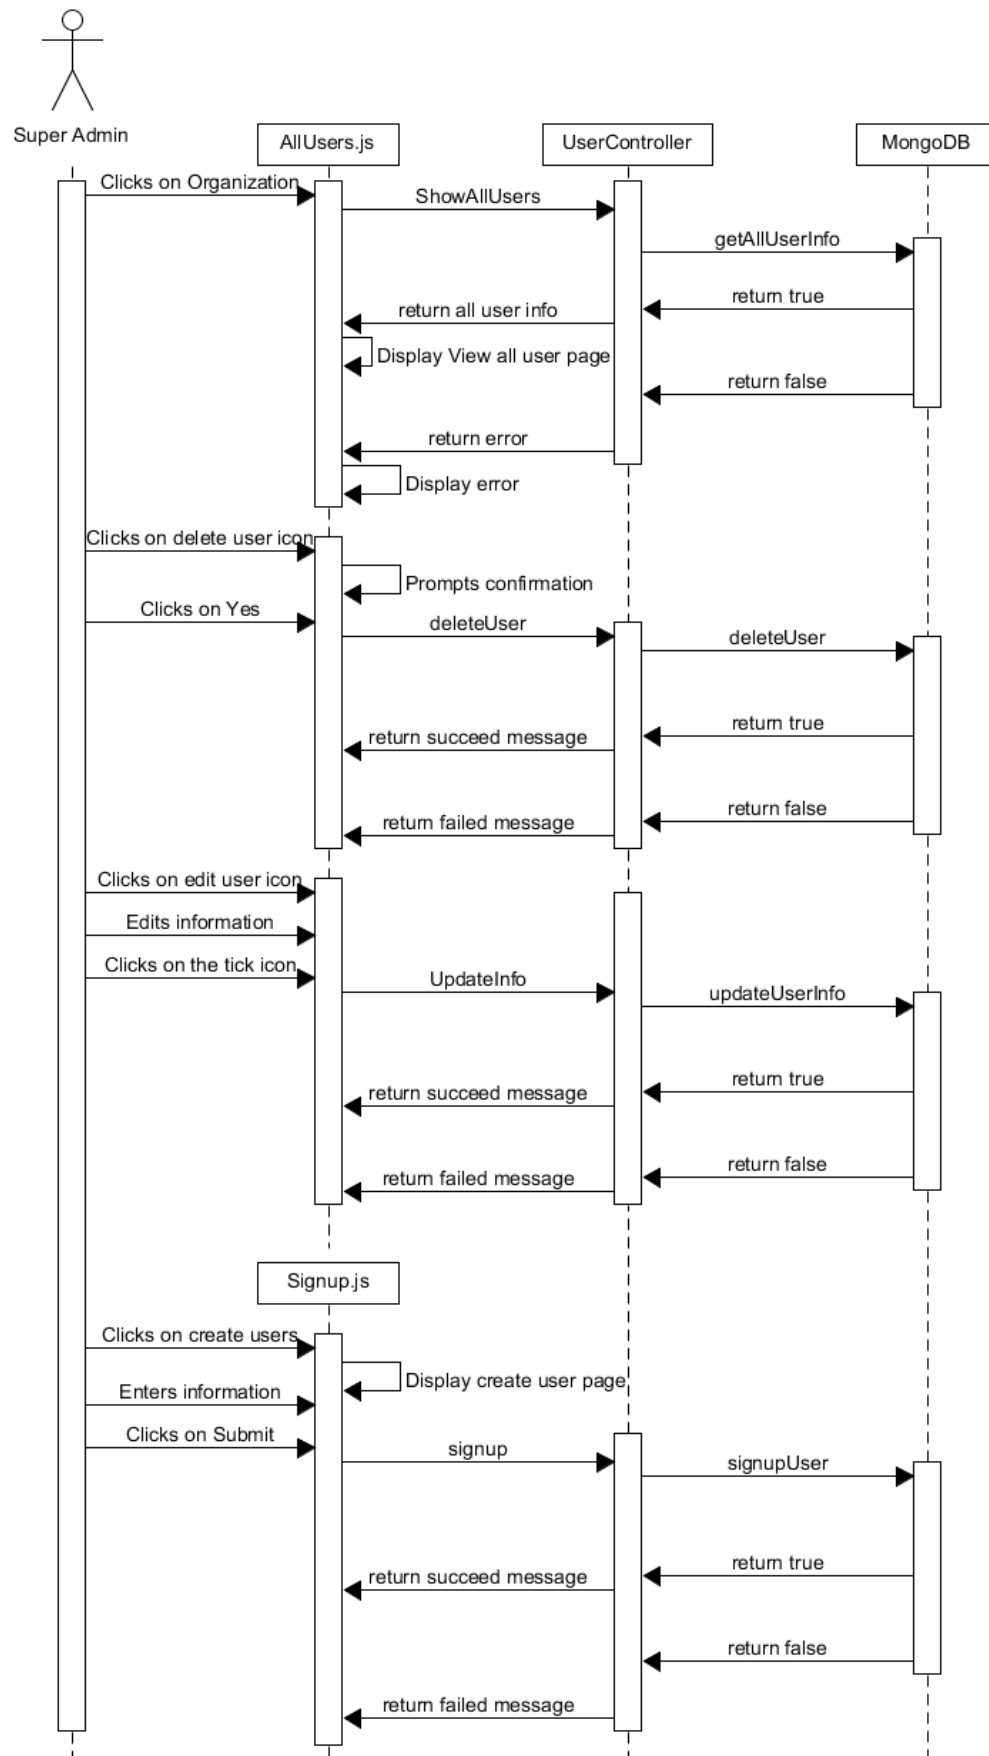 Super Admin
AllUsers.js
UserController
MongoDB
Clicks on Organization
ShowAllUsers
getAllUserInfo
return true
return all user info
Display View all user page
return false
return error
Display error
Clicks on delete user icon
Prompts confirmation
Clicks on Yes
deleteUser
deleteUser
return true
return succeed message
return false
return failed message
Clicks on edit user icon
Edits information
Clicks on the tick icon
UpdateInfo
updateUserInfo
return true
return succeed message
return false
return failed message
Signup.js
Clicks on create users
Display create user page
Enters information
Clicks on Submit
signup
signupUser
return true
return succeed message
return false
return failed message